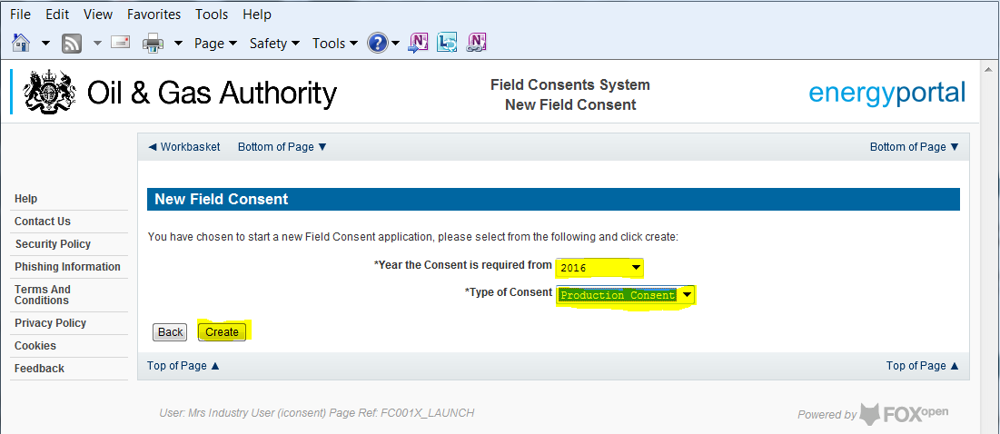 File Edit View Favorites Tools Help
Page Safety Tools
Oil & Gas Authority
Field Consents System
New Field Consent
energyportal
Workbasket Bottom of Page Bottom of Page
New Field Consent
Help
Contact Us
Security Policy
Phishing Information
Terms And
Conditions
Privacy Policy
Cookies
Feedback
You have chosen to start a new Field Consent application, please select from the following and click create:
*Year the Consent is required from 2016
*Type of Consent Production Consent
Back Create
Top of Page Top of Page
User: Mrs Industry User (iconsent) Page Ref: FC001X_LAUNCH
Powered by FOXopen